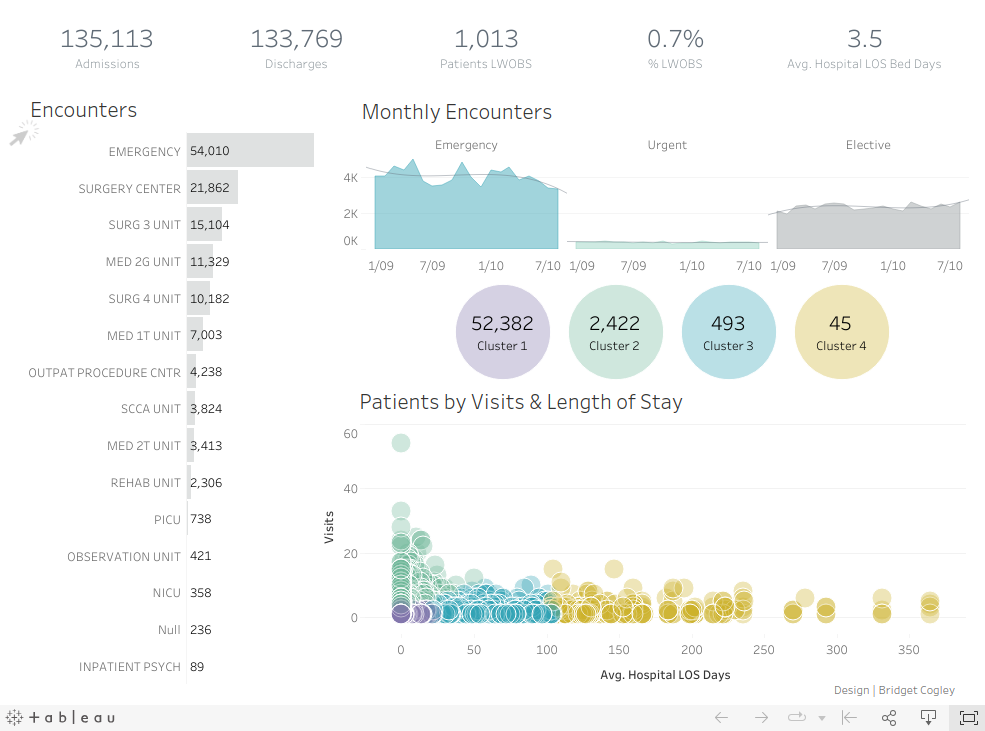 135,113
Admissions
133,769
Discharges
1,013
Patients LWOBS
0.7%
% LWOBS
3.5
Avg. Hospital LOS Bed Days
Encounters
EMERGENCY 54,010
SURGERY CENTER 21,862
SURG 3 UNIT 15,104
MED 2G UNIT 11,329
SURG 4 UNIT 10,182
MED 1T UNIT 7,003
OUTPAT PROCEDURE CNTR 4,238
SCCA UNIT 3,824
MED 2T UNIT 3,413
REHAB UNIT 2,306
PICU 738
OBSERVATION UNIT 421
NICU 358
Null 236
INPATIENT PSYCH 89
Monthly Encounters
Emergency Urgent Elective
4K
2K
0K
1/09 7/09 1/10 7/10 1/09 7/09 1/10 7/10 1/09 7/09 1/10 7/10
52,382
Cluster 1
2,422
Cluster 2
493
Cluster 3
45
Cluster 4
Patients by Visits & Length of Stay
Visits
60
40
20
0
0 50 100 150 200 250 300 350
Avg. Hospital LOS Days
Design | Bridget Cogley
+ a b l e a u